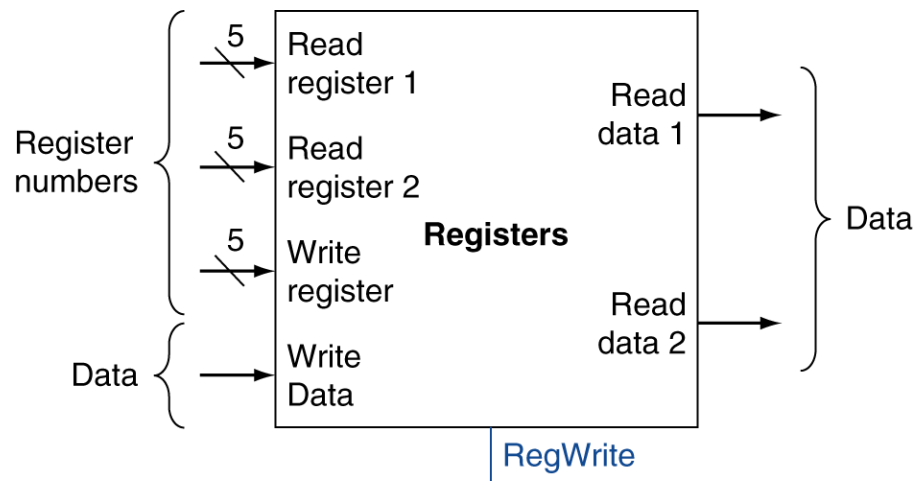 Register
numbers
Data
5
Read
register 1
5
Read
register 2
5
Write
register
Write
Data
Registers
Read
data 1
Read
data 2
Data
RegWrite